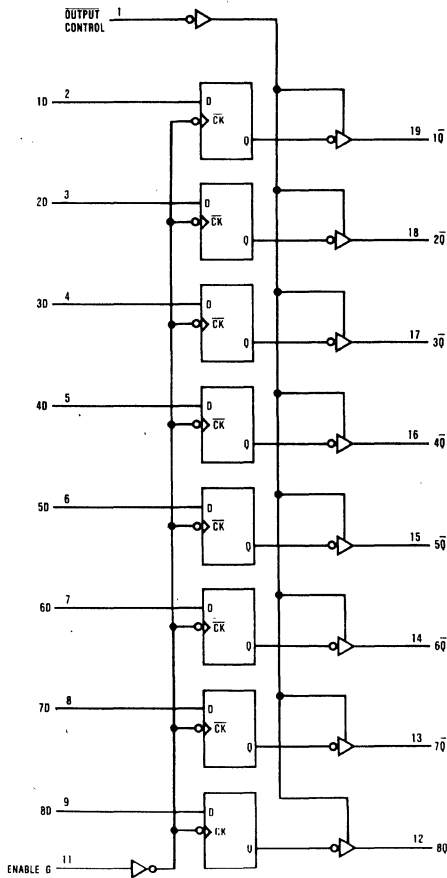 OUTPUT CONTROL 1
1D 2 D CK Q 19 1Q̅
2D 3 D CK Q 18 2Q̅
3D 4 D CK Q 17 3Q̅
4D 5 D CK Q 16 4Q̅
5D 6 D CK Q 15 5Q̅
6D 7 D CK Q 14 6Q̅
7D 8 D CK Q 13 7Q̅
8D 9 D CK Q 12 8Q
ENABLE G 11